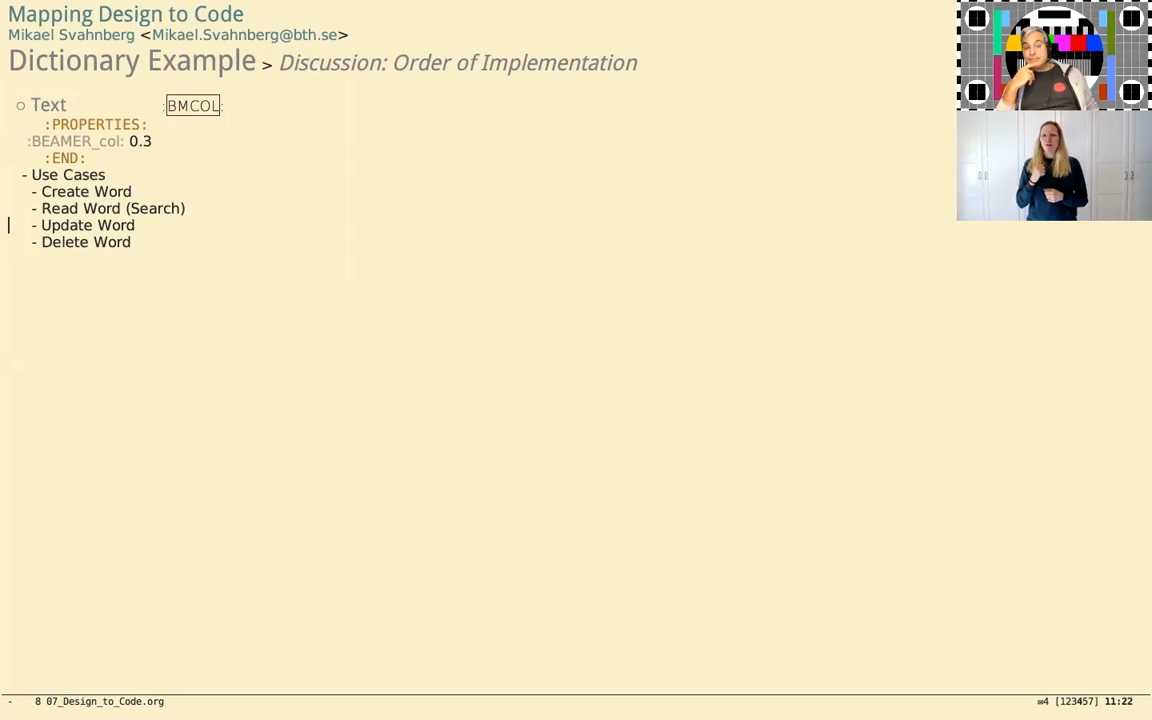 Mapping Design to Code
Mikael Svahnberg <Mikael.Svahnberg@bth.se>
Dictionary Example > Discussion: Order of Implementation
○ Text :BMCOL:
:PROPERTIES:
:BEAMER_col: 0.3
:END:
- Use Cases
- Create Word
- Read Word (Search)
- Update Word
- Delete Word
- 8 07_Design_to_Code.org ✉4 [123457] 11:22